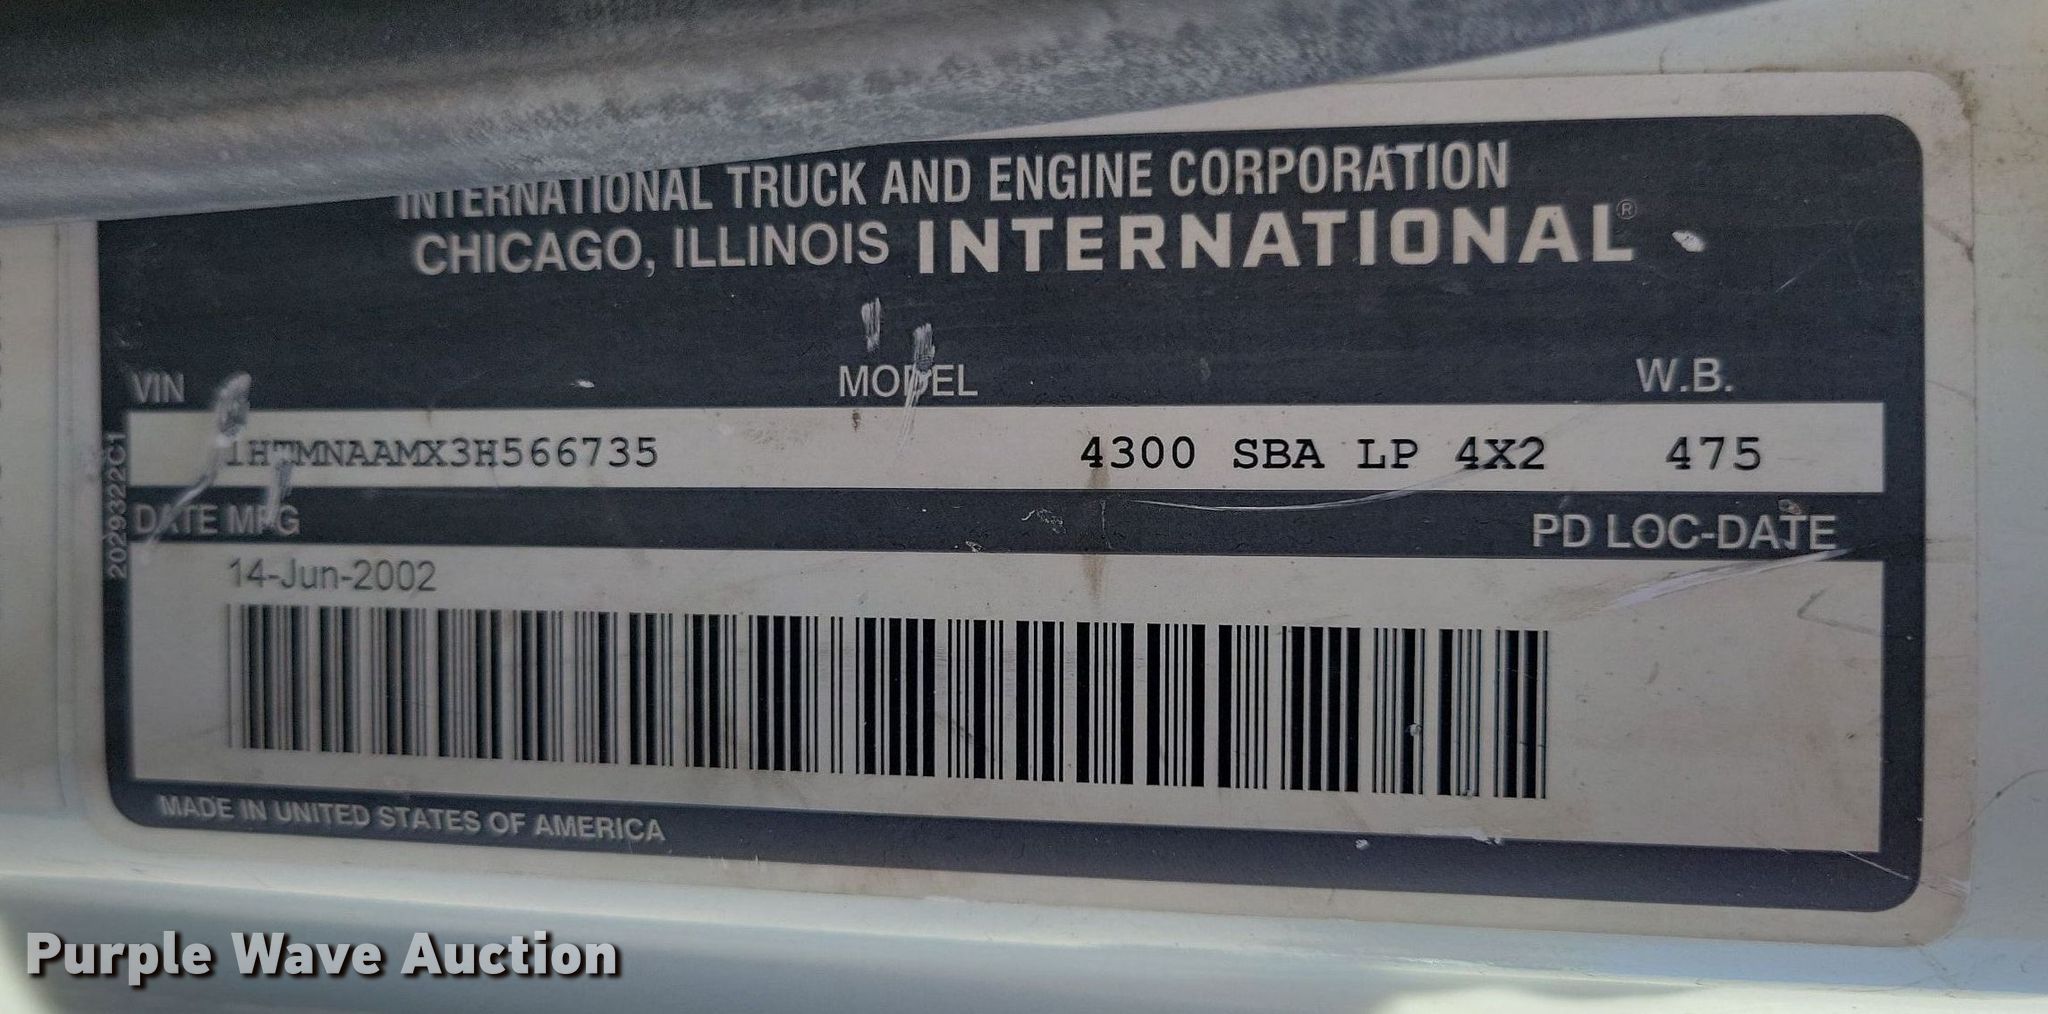 INTERNATIONAL TRUCK AND ENGINE CORPORATION
CHICAGO, ILLINOIS INTERNATIONAL®
VIN MODEL W.B.
1HTMNAAMX3H566735 4300 SBA LP 4X2 475
DATE MFG PD LOC-DATE
14-Jun-2002
MADE IN UNITED STATES OF AMERICA
2029322C1
Purple Wave Auction